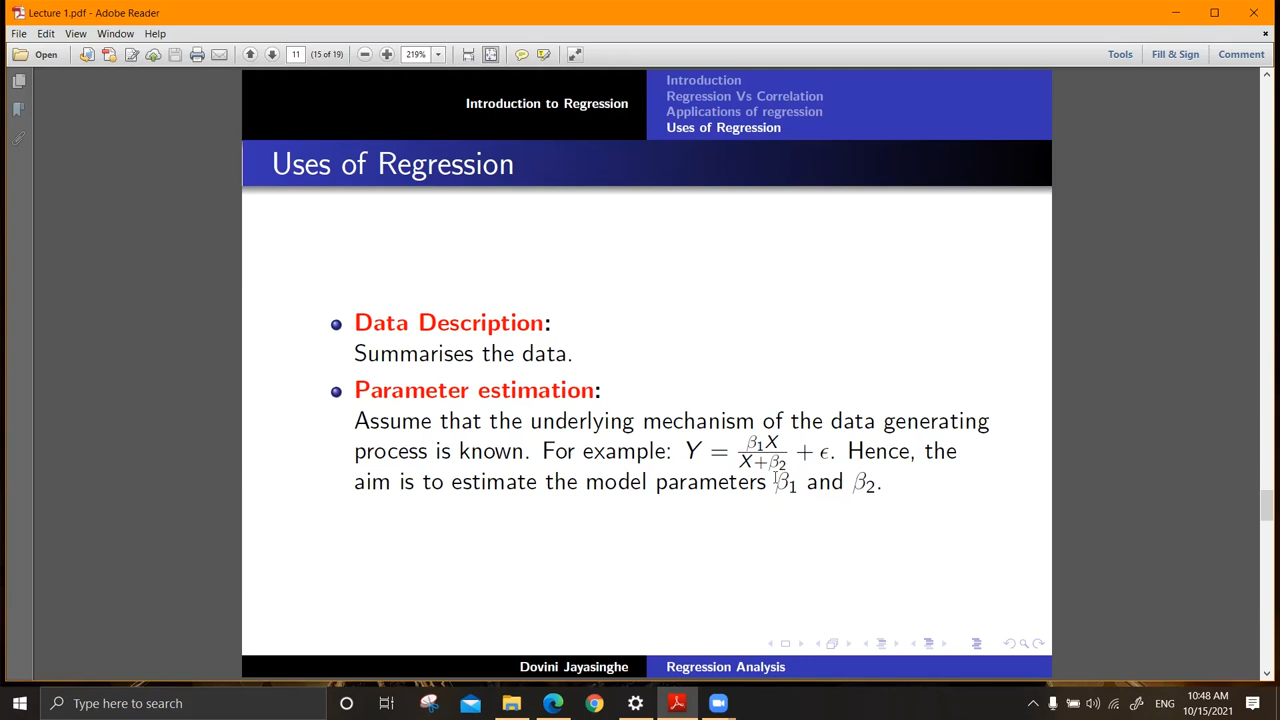 Lecture 1.pdf - Adobe Reader
File Edit View Window Help
Open 11 (15 of 19) 219% Tools Fill & Sign Comment
Introduction to Regression
Introduction
Regression Vs Correlation
Applications of regression
Uses of Regression
Uses of Regression
Data Description:
Summarises the data.
Parameter estimation:
Assume that the underlying mechanism of the data generating
process is known. For example: Y = β₁X / (X+β₂) + ϵ. Hence, the
aim is to estimate the model parameters β₁ and β₂.
Dovini Jayasinghe Regression Analysis
Type here to search
ENG
10:48 AM
10/15/2021